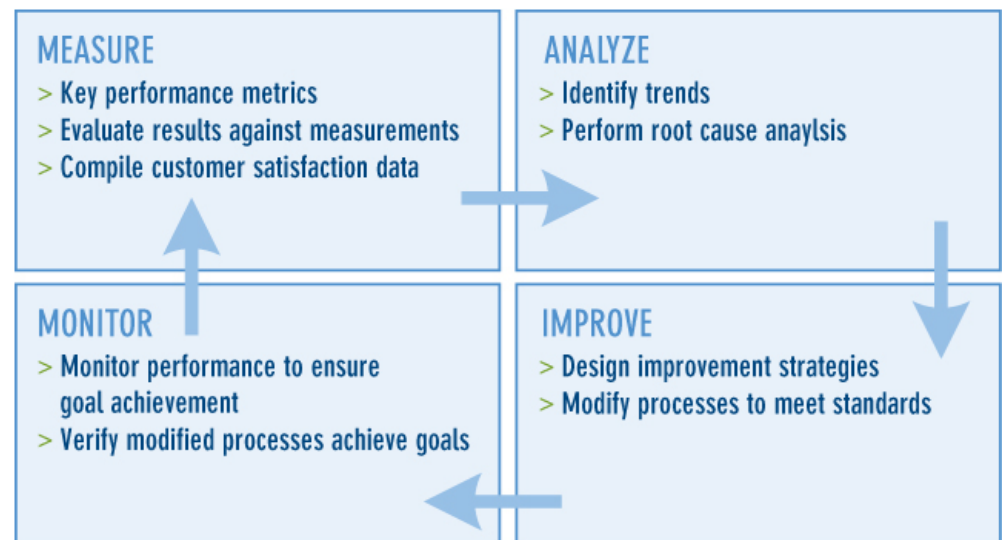 MEASURE
> Key performance metrics
> Evaluate results against measurements
> Compile customer satisfaction data
ANALYZE
> Identify trends
> Perform root cause anaylsis
MONITOR
> Monitor performance to ensure
goal achievement
> Verify modified processes achieve goals
IMPROVE
> Design improvement strategies
> Modify processes to meet standards